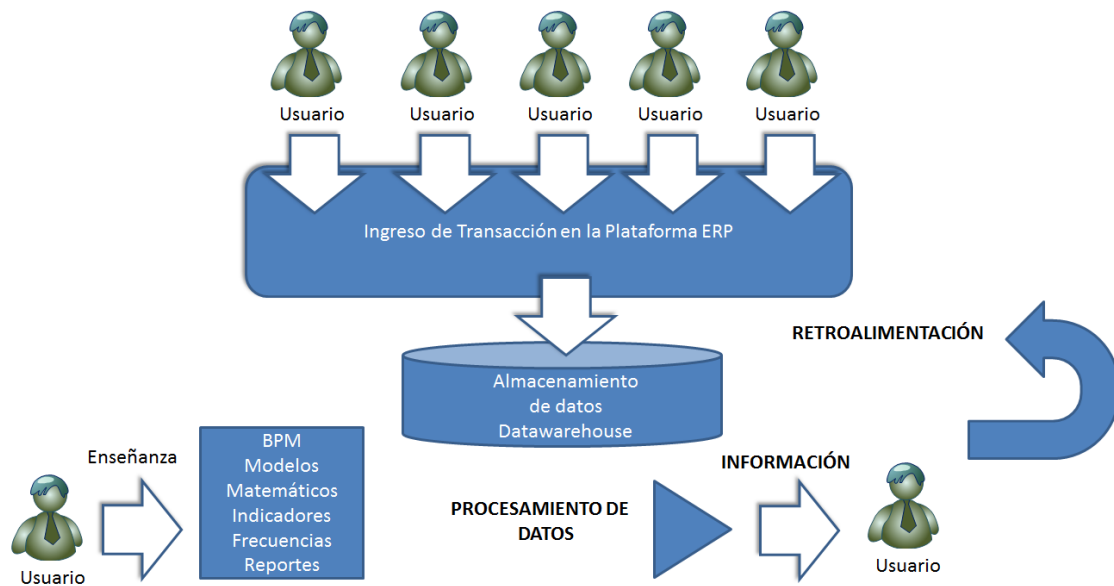 Usuario
Usuario
Usuario
Usuario
Usuario
Ingreso de Transacción en la Plataforma ERP
RETROALIMENTACIÓN
Almacenamiento
de datos
Datawarehouse
Enseñanza
BPM
Modelos
Matemáticos
Indicadores
Frecuencias
Reportes
Usuario
PROCESAMIENTO DE
DATOS
INFORMACIÓN
Usuario